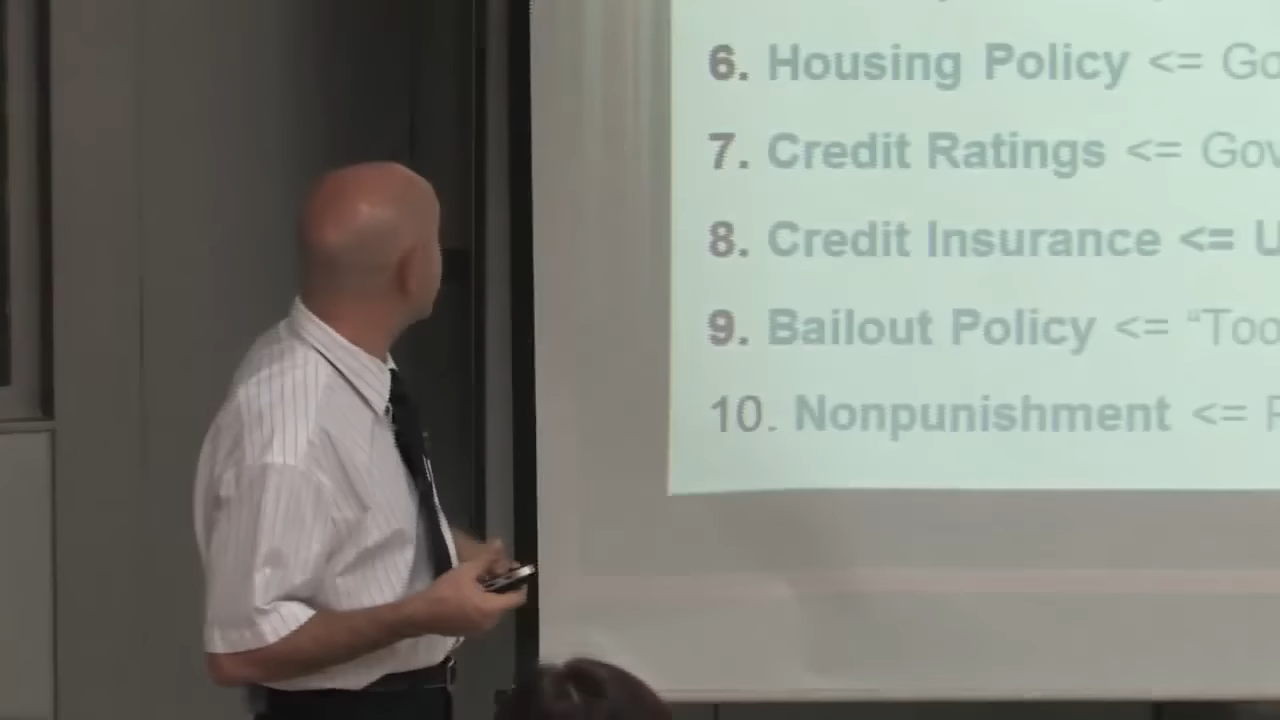 6. Housing Policy <= Go
7. Credit Ratings <= Gov
8. Credit Insurance <= U
9. Bailout Policy <= “Too
10. Nonpunishment <=